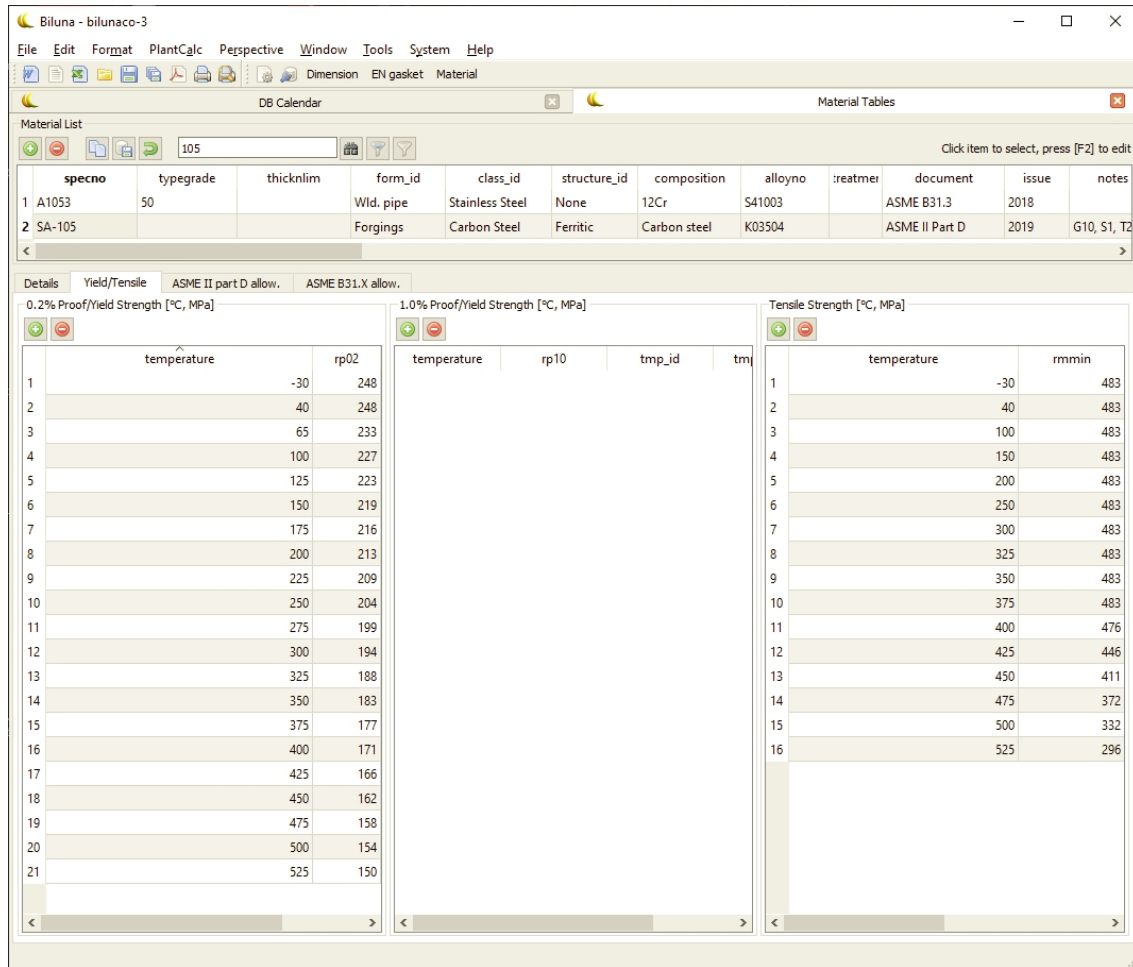 Biluna - bilunaco-3
File Edit Format PlantCalc Perspective Window Tools System Help
Dimension EN gasket Material
DB Calendar Material Tables
Material List
105 Click item to select, press [F2] to edit
specno typegrade thicknlim form_id class_id structure_id composition alloyno :reatmer document issue notes
1 A1053 50 Wld. pipe Stainless Steel None 12Cr S41003 ASME B31.3 2018
2 SA-105 Forgings Carbon Steel Ferritic Carbon steel K03504 ASME II Part D 2019 G10, S1, T2
Details Yield/Tensile ASME II part D allow. ASME B31.X allow.
0.2% Proof/Yield Strength [°C, MPa] 1.0% Proof/Yield Strength [°C, MPa] Tensile Strength [°C, MPa]
temperature rp02 temperature rp10 tmp_id tmp temperature rmmin
1 -30 248 1 -30 483
2 40 248 2 40 483
3 65 233 3 100 483
4 100 227 4 150 483
5 125 223 5 200 483
6 150 219 6 250 483
7 175 216 7 300 483
8 200 213 8 325 483
9 225 209 9 350 483
10 250 204 10 375 483
11 275 199 11 400 476
12 300 194 12 425 446
13 325 188 13 450 411
14 350 183 14 475 372
15 375 177 15 500 332
16 400 171 16 525 296
17 425 166
18 450 162
19 475 158
20 500 154
21 525 150